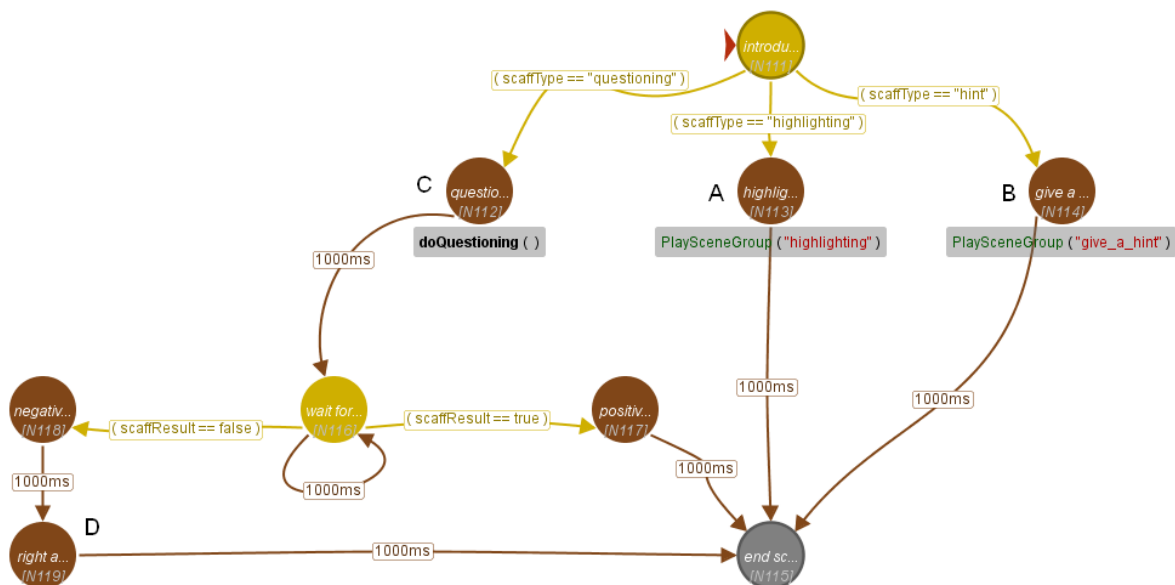 introdu...
[N111]
( scaffType == "questioning" )
( scaffType == "hint" )
( scaffType == "highlighting" )
C
questio...
[N112]
A
highlig...
[N113]
B
give a ...
[N114]
doQuestioning ( )
PlaySceneGroup ( "highlighting" )
PlaySceneGroup ( "give_a_hint" )
1000ms
1000ms
1000ms
negativ...
[N118]
( scaffResult == false )
wait for...
[N116]
( scaffResult == true )
positiv...
[N117]
1000ms
1000ms
1000ms
D
right a...
[N119]
1000ms
end sc...
[N115]